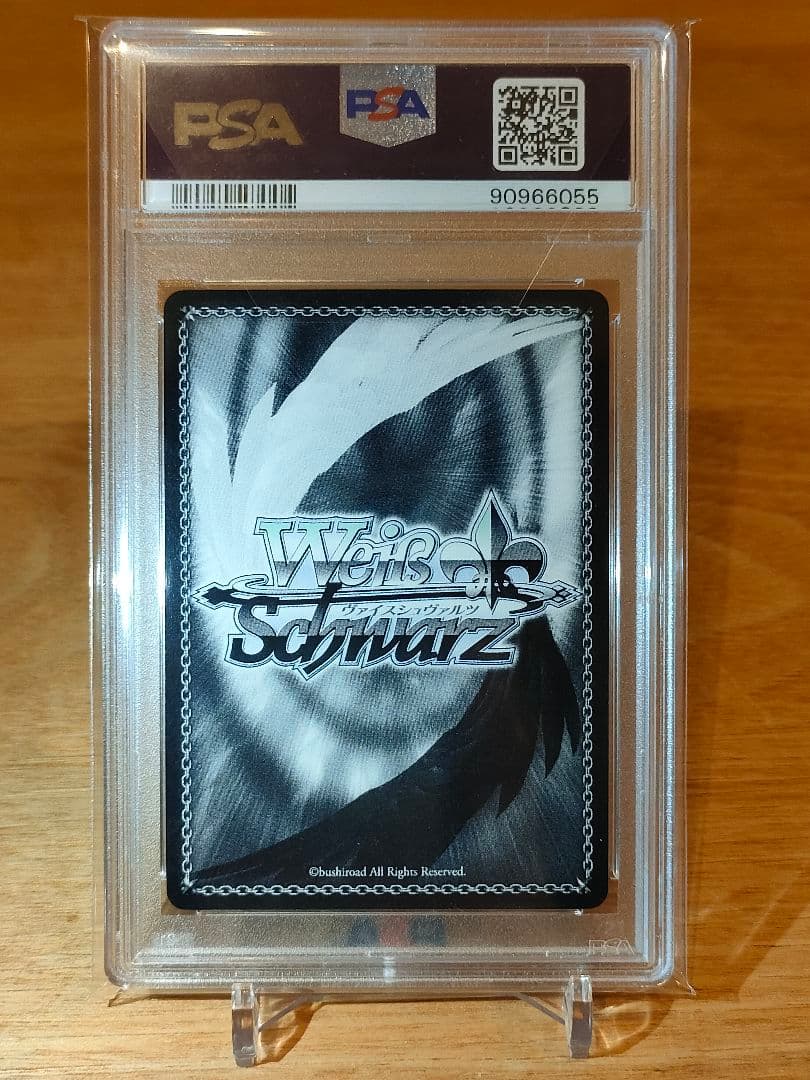 PSA
PSA
90966055
Weiß
ヴァイスシュヴァルツ
Schwarz
©bushiroad All Rights Reserved.
PSA